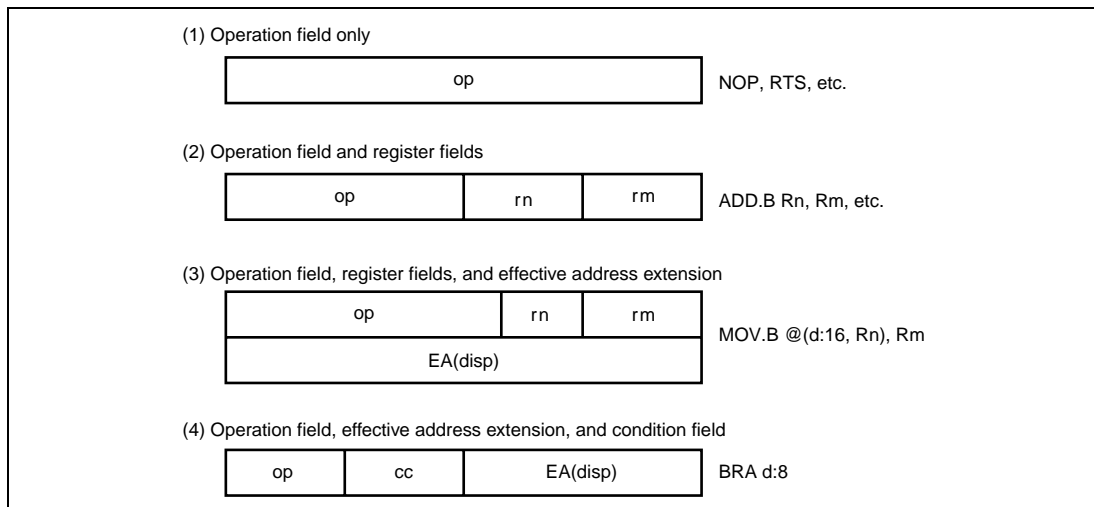 (1) Operation field only
op
NOP, RTS, etc.
(2) Operation field and register fields
op rn rm
ADD.B Rn, Rm, etc.
(3) Operation field, register fields, and effective address extension
op rn rm
MOV.B @(d:16, Rn), Rm
EA(disp)
(4) Operation field, effective address extension, and condition field
op cc EA(disp)
BRA d:8